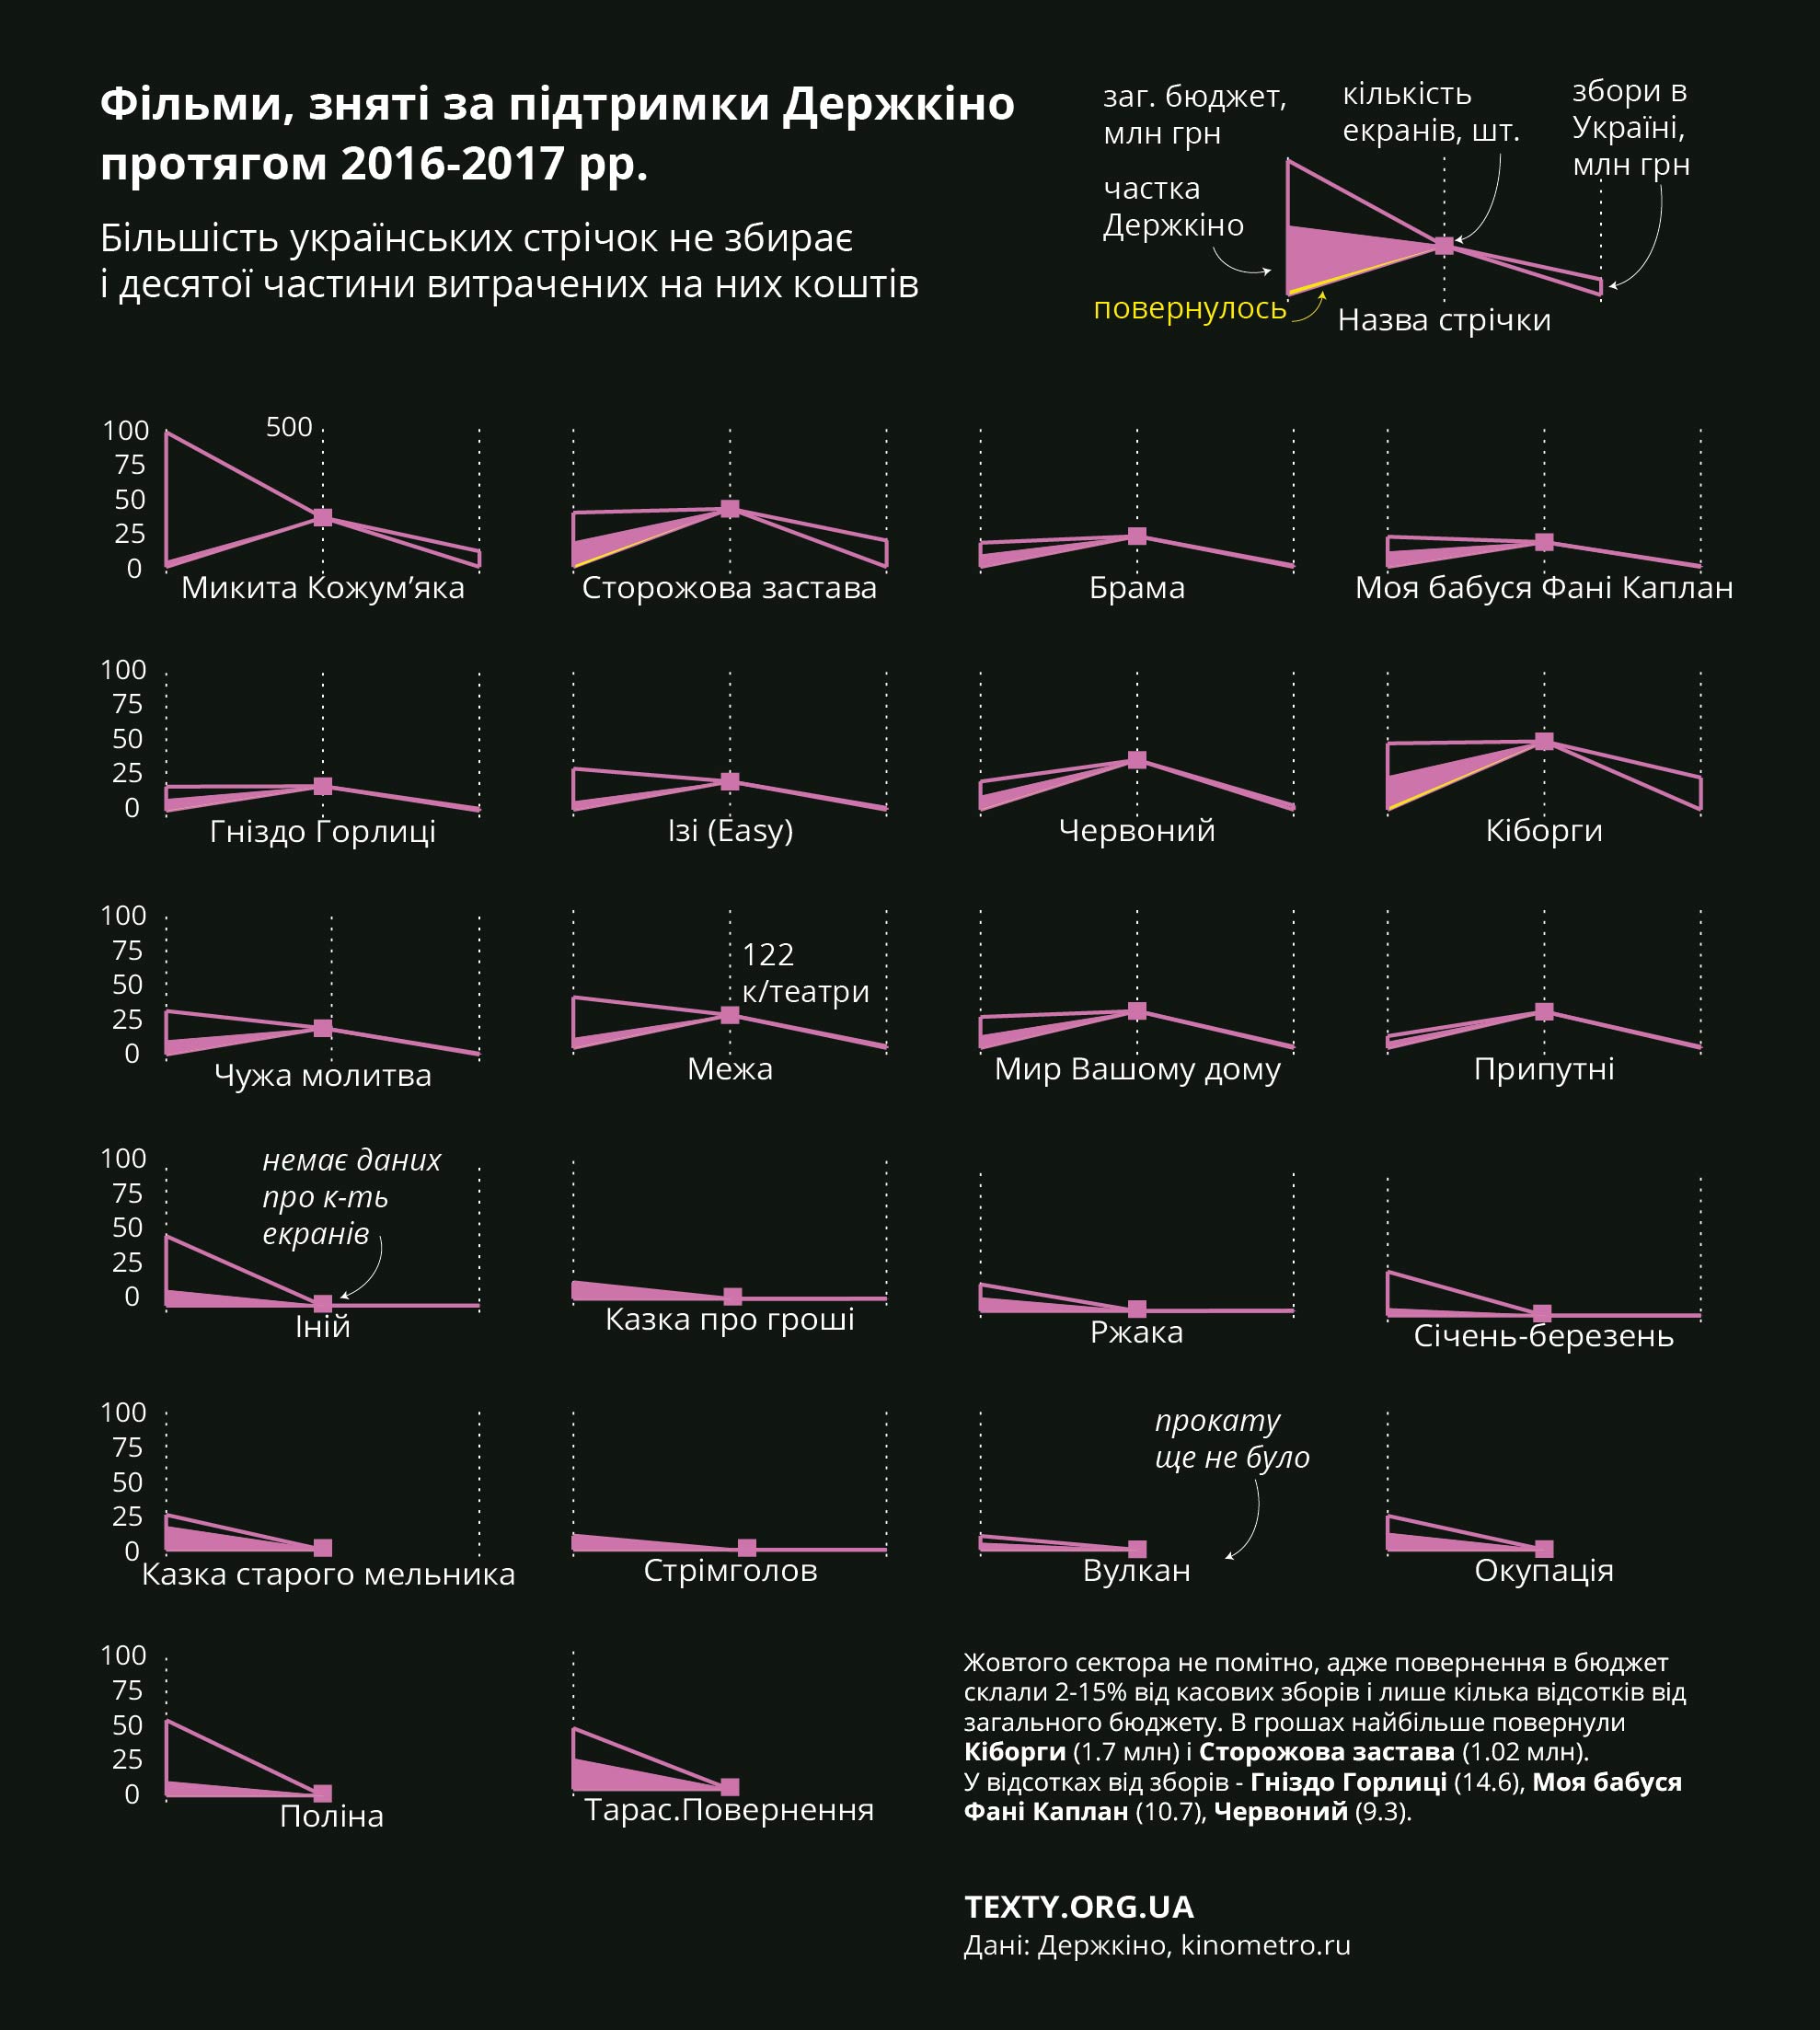 Фільми, зняті за підтримки Держкіно
протягом 2016-2017 рр.
Більшість українських стрічок не збирає
і десятої частини витрачених на них коштів
заг. бюджет,
млн грн
частка
Держкіно
повернулось
кількість
екранів, шт.
збори в
Україні,
млн грн
Назва стрічки
100
75
50
25
0
500
Микита Кожум’яка
Сторожова застава
Брама
Моя бабуся Фані Каплан
100
75
50
25
0
Гніздо Горлиці
Ізі (Easy)
Червоний
Кіборги
100
75
50
25
0
Чужа молитва
122
к/театри
Межа
Мир Вашому дому
Припутні
100
75
50
25
0
немає даних
про к-ть
екранів
Іній
Казка про гроші
Ржака
Січень-березень
100
75
50
25
0
Казка старого мельника
Стрімголов
прокату
ще не було
Вулкан
Окупація
100
75
50
25
0
Поліна
Тарас.Повернення
Жовтого сектора не помітно, адже повернення в бюджет
склали 2-15% від касових зборів і лише кілька відсотків від
загального бюджету. В грошах найбільше повернули
Кіборги (1.7 млн) і Сторожова застава (1.02 млн).
У відсотках від зборів - Гніздо Горлиці (14.6), Моя бабуся
Фані Каплан (10.7), Червоний (9.3).
TEXTY.ORG.UA
Дані: Держкіно, kinometro.ru